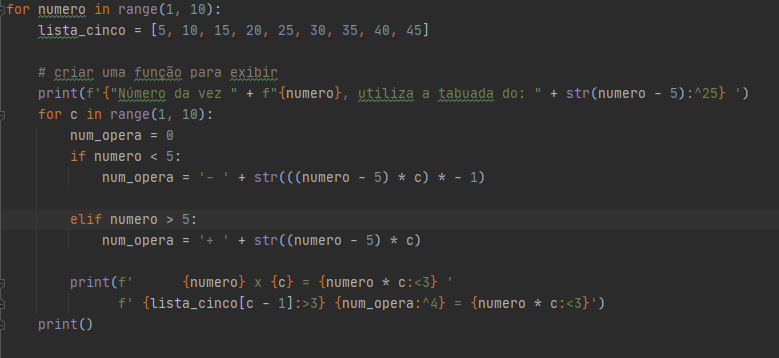 for numero in range(1, 10):
    lista_cinco = [5, 10, 15, 20, 25, 30, 35, 40, 45]

    # criar uma função para exibir
    print(f'{"Número da vez " + f"{numero}, utiliza a tabuada do: " + str(numero - 5):^25} ')
    for c in range(1, 10):
        num_opera = 0
        if numero < 5:
            num_opera = '- ' + str(((numero - 5) * c) * - 1)

        elif numero > 5:
            num_opera = '+ ' + str((numero - 5) * c)

        print(f'      {numero} x {c} = {numero * c:<3} '
              f' {lista_cinco[c - 1]:>3} {num_opera:^4} = {numero * c:<3}')
    print()